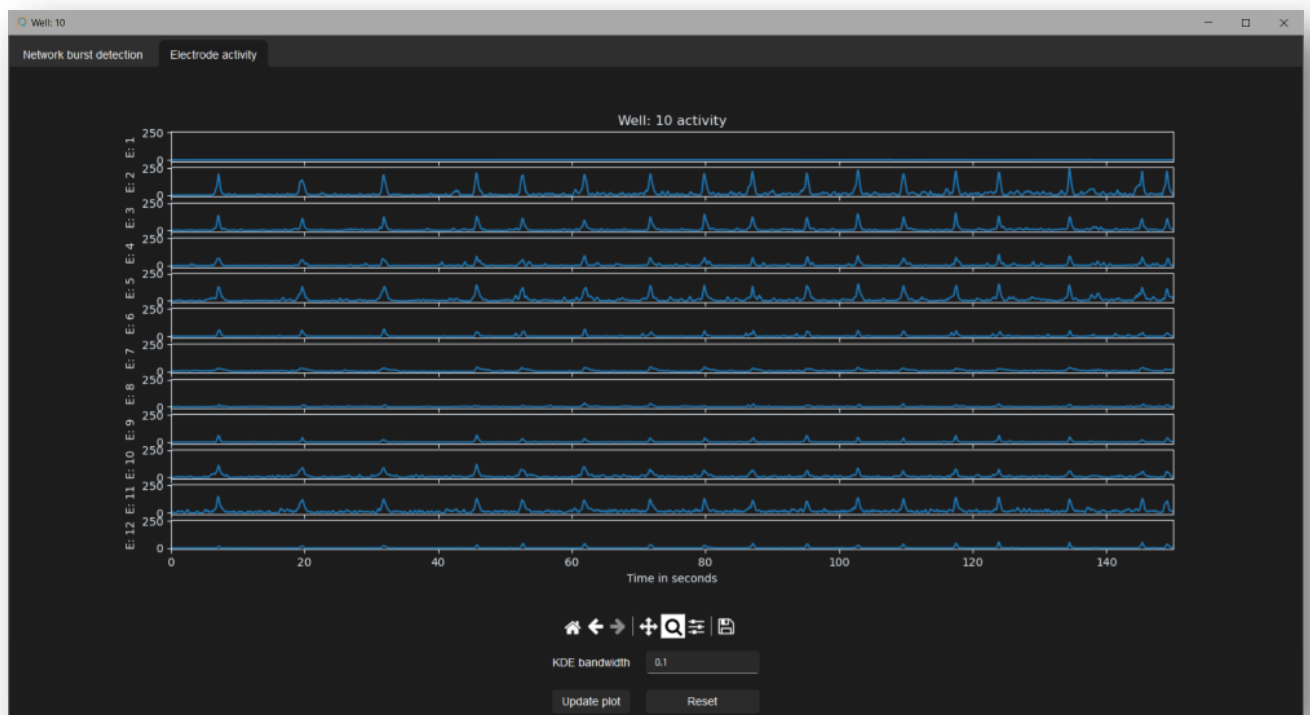 Well: 10
Network burst detection Electrode activity
Well: 10 activity
250
E: 1
0
250
E: 2
0
250
E: 3
0
250
E: 4
0
250
E: 5
0
250
E: 6
0
250
E: 7
0
250
E: 8
0
250
E: 9
0
250
E: 10
0
250
E: 11
0
250
E: 12
0
0 20 40 60 80 100 120 140
Time in seconds
KDE bandwidth 0.1
Update plot Reset